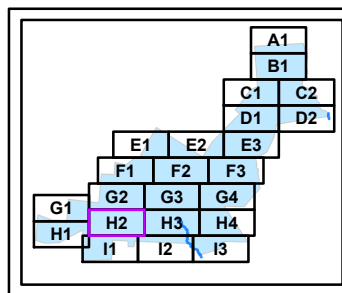 A1
B1
C1 C2
D1 D2
E1 E2 E3
F1 F2 F3
G1 G2 G3 G4
H1 H2 H3 H4
I1 I2 I3